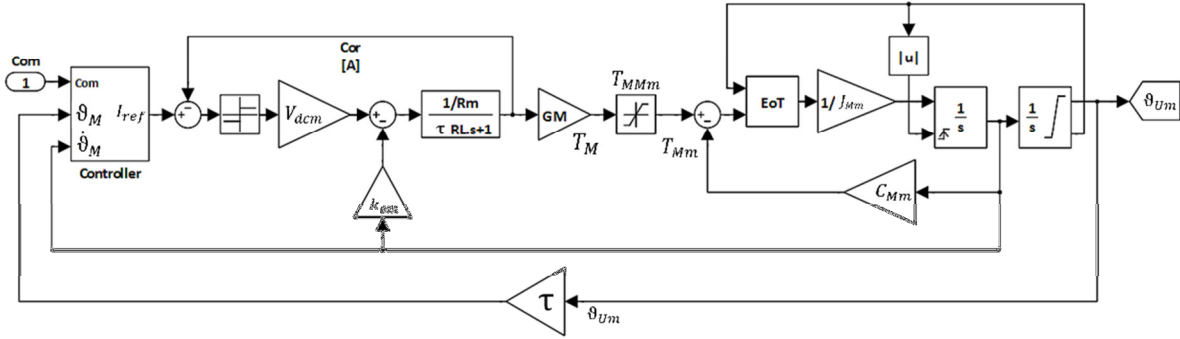 Com
1
Com
ϑ_M
ϑ̇_M
I_ref
Controller
Cor
[A]
V_dcm
k_em
1/Rm
τ RL.s+1
GM
T_M
T_MMm
T_Mm
EoT
1/J_Mm
|u|
1
s
1
s
C_Mm
ϑ_Um
τ
ϑ_Um